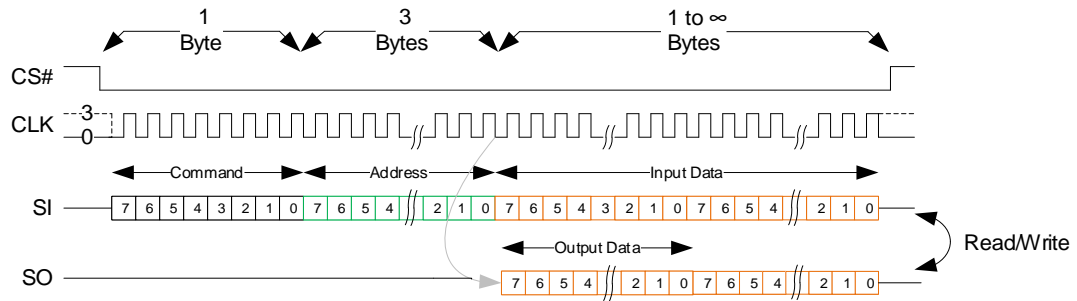 1 3 1 to ∞
Byte Bytes Bytes
CS#
3
CLK
0
Command Address Input Data
SI 7 6 5 4 3 2 1 0 7 6 5 4 2 1 0 7 6 5 4 3 2 1 0 7 6 5 4 2 1 0
Read/Write
Output Data
SO 7 6 5 4 2 1 0 7 6 5 4 2 1 0